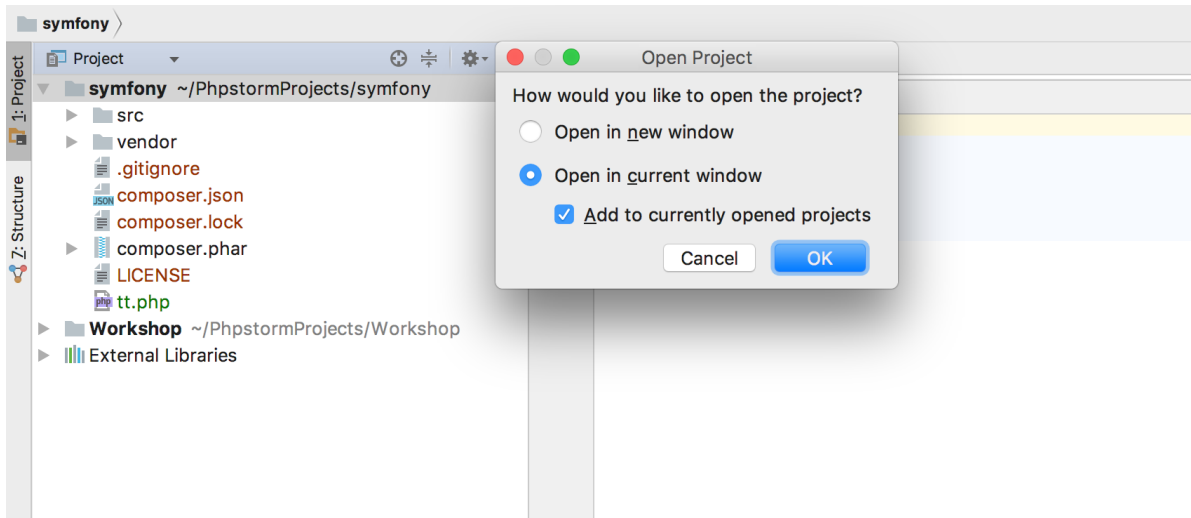 symfony
1: Project
Z: Structure
Project
symfony ~/PhpstormProjects/symfony
src
vendor
.gitignore
JSON composer.json
composer.lock
composer.phar
LICENSE
php tt.php
Workshop ~/PhpstormProjects/Workshop
External Libraries
Open Project
How would you like to open the project?
Open in new window
Open in current window
Add to currently opened projects
Cancel OK